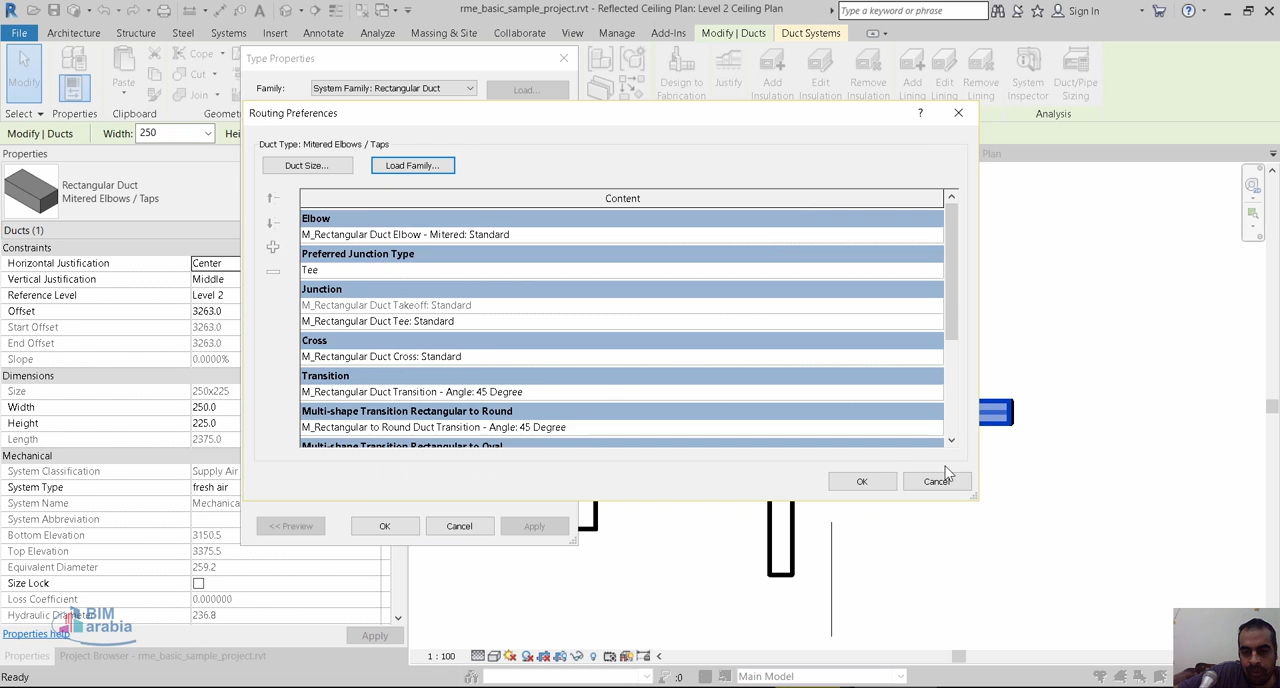 rme_basic_sample_project.rvt - Reflected Ceiling Plan: Level 2 Ceiling Plan
Type a keyword or phrase
Sign In
File Architecture Structure Steel Systems Insert Annotate Analyze Massing & Site Collaborate View Manage Add-Ins Modify | Ducts Duct Systems
Modify
Paste
Cope
Cut
Join
Design to Fabrication
Justify
Add Insulation
Edit Insulation
Remove Insulation
Add Lining
Edit Lining
Remove Lining
System Inspector
Duct/Pipe Sizing
Select Properties Clipboard Geomet Analysis
Modify | Ducts Width: 250 Hei
Type Properties
Family: System Family: Rectangular Duct Load...
Properties
Plan
Rectangular Duct
Mitered Elbows / Taps
Ducts (1)
Constraints
Horizontal Justification Center
Vertical Justification Middle
Reference Level Level 2
Offset 3263.0
Start Offset 3263.0
End Offset 3263.0
Slope 0.0000%
Dimensions
Size 250x225
Width 250.0
Height 225.0
Length 2375.0
Mechanical
System Classification Supply Air
System Type fresh air
System Name Mechanica
System Abbreviation
Bottom Elevation 3150.5
Top Elevation 3375.5
Equivalent Diameter 259.2
Size Lock
Loss Coefficient 0.000000
Hydraulic Diameter 236.8
Properties help
Apply
BIM
arabia
Properties Project Browser - rme_basic_sample_project.rvt
Routing Preferences
?
Duct Type: Mitered Elbows / Taps
Duct Size... Load Family...
Content
Elbow
M_Rectangular Duct Elbow - Mitered: Standard
Preferred Junction Type
Tee
Junction
M_Rectangular Duct Takeoff: Standard
M_Rectangular Duct Tee: Standard
Cross
M_Rectangular Duct Cross: Standard
Transition
M_Rectangular Duct Transition - Angle: 45 Degree
Multi-shape Transition Rectangular to Round
M_Rectangular to Round Duct Transition - Angle: 45 Degree
Multi-shape Transition Rectangular to Oval
OK Cancel
<< Preview OK Cancel Apply
1 : 100
Ready
:0
Main Model